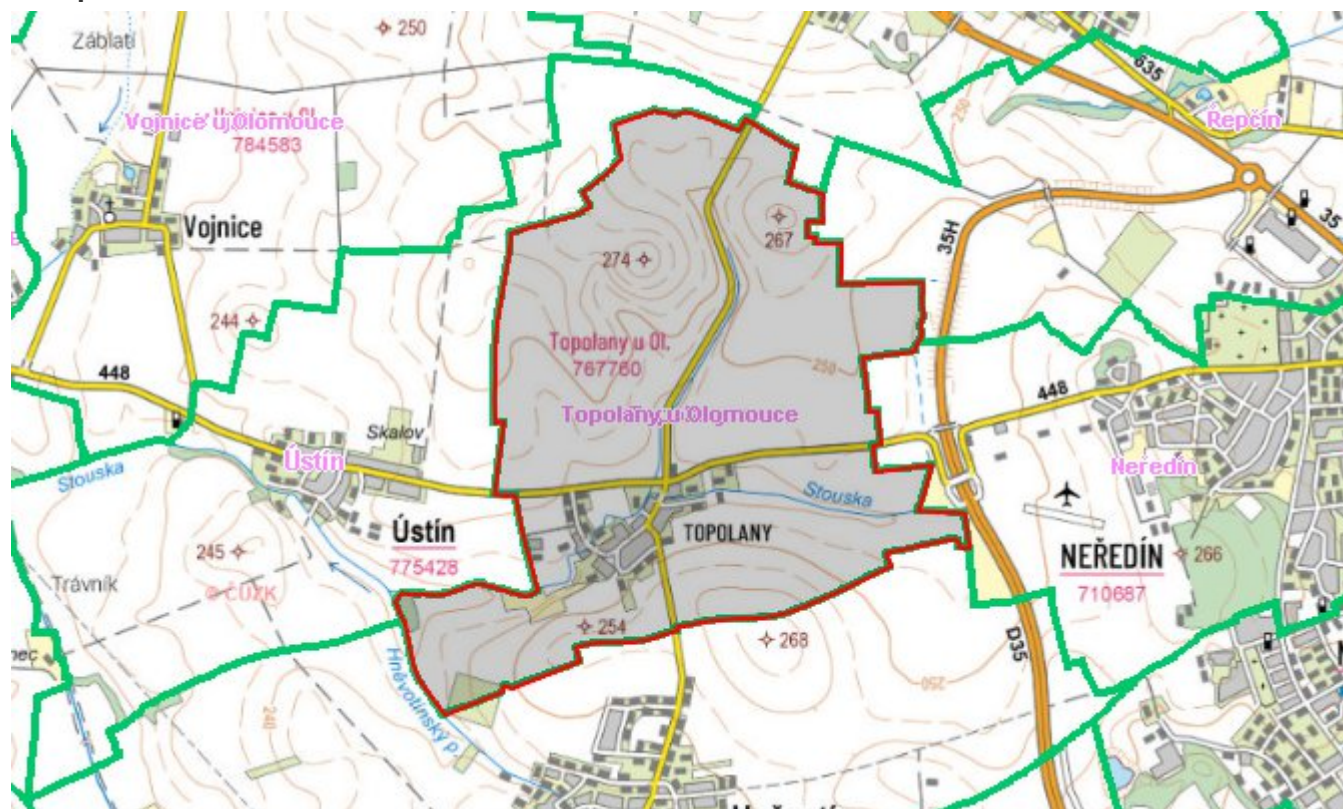 Záblatí
250
635
Vojnice u Olomouce
784583
250
Řepčín
Vojnice
267
35H
35
274
244
Topolany u Ol.
767760
250
448
448
Topolany u Olomouce
Skalov
Ústín
Stouska
Neředín
Stouska
Ústín
TOPOLANY
NEŘEDÍN
266
245
775428
710687
Trávník
© ČÚZK
254
268
D35
Hněvotínský p.
250
240